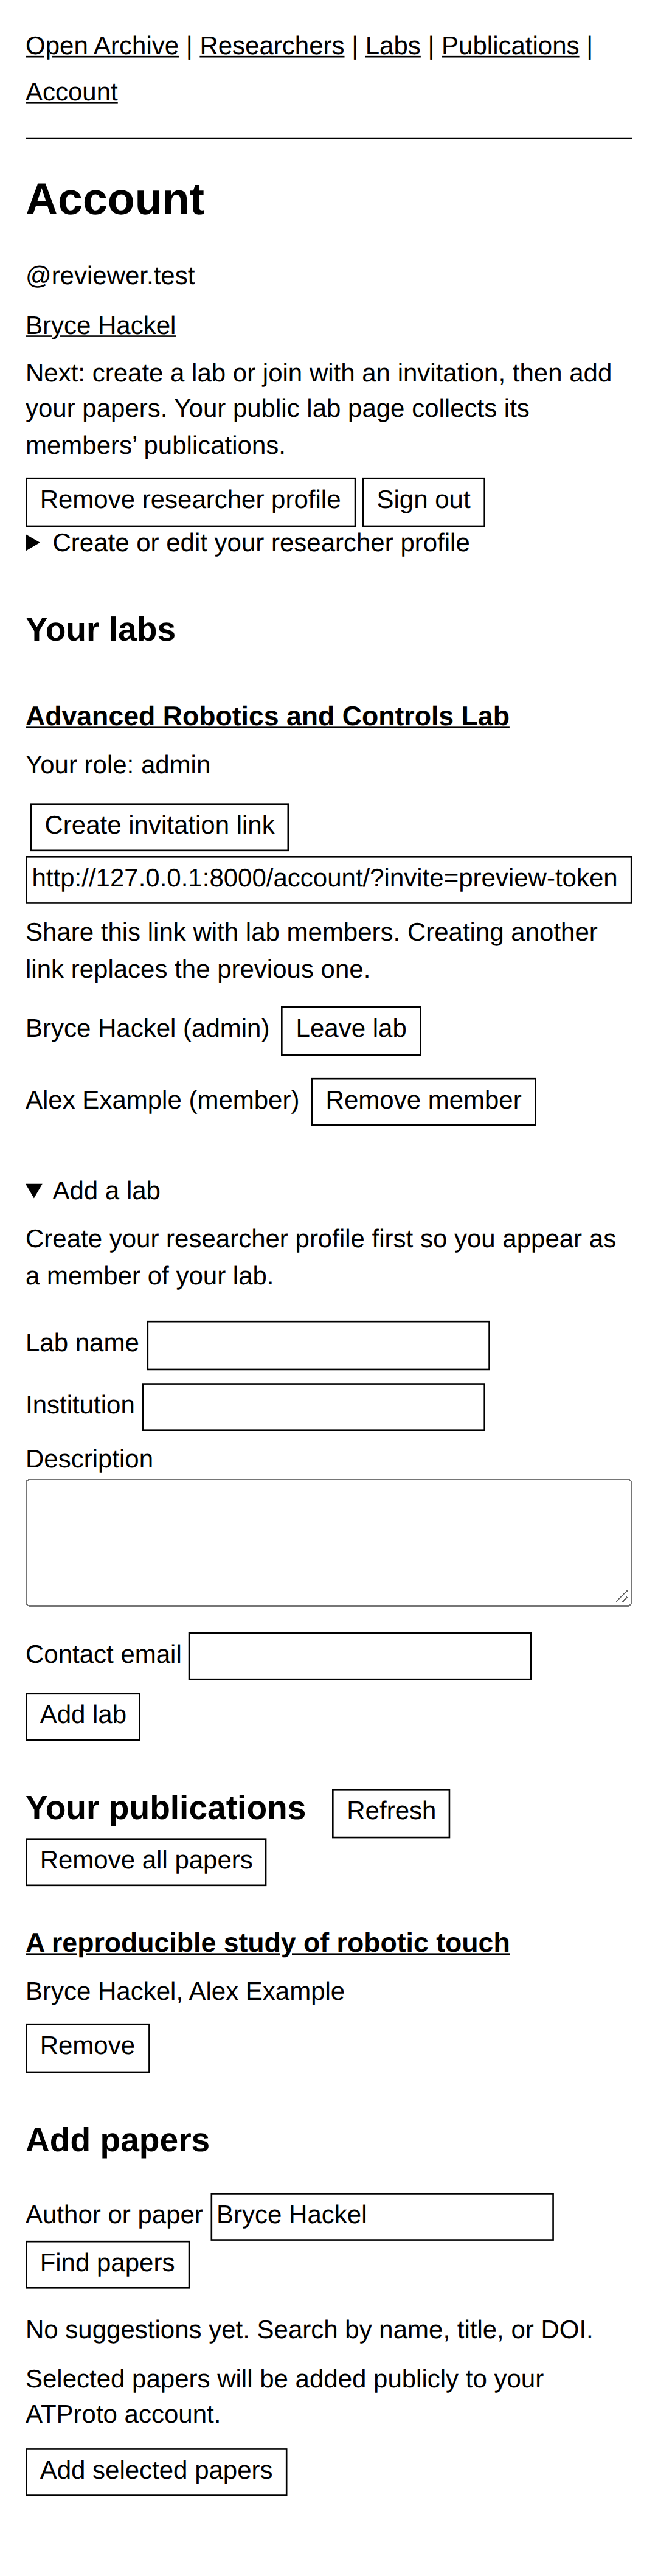 Open Archive | Researchers | Labs | Publications |
Account
Account
@reviewer.test
Bryce Hackel
Next: create a lab or join with an invitation, then add
your papers. Your public lab page collects its
members’ publications.
Remove researcher profile Sign out
Create or edit your researcher profile
Your labs
Advanced Robotics and Controls Lab
Your role: admin
Create invitation link
http://127.0.0.1:8000/account/?invite=preview-token
Share this link with lab members. Creating another
link replaces the previous one.
Bryce Hackel (admin) Leave lab
Alex Example (member) Remove member
Add a lab
Create your researcher profile first so you appear as
a member of your lab.
Lab name
Institution
Description
Contact email
Add lab
Your publications Refresh
Remove all papers
A reproducible study of robotic touch
Bryce Hackel, Alex Example
Remove
Add papers
Author or paper Bryce Hackel
Find papers
No suggestions yet. Search by name, title, or DOI.
Selected papers will be added publicly to your
ATProto account.
Add selected papers